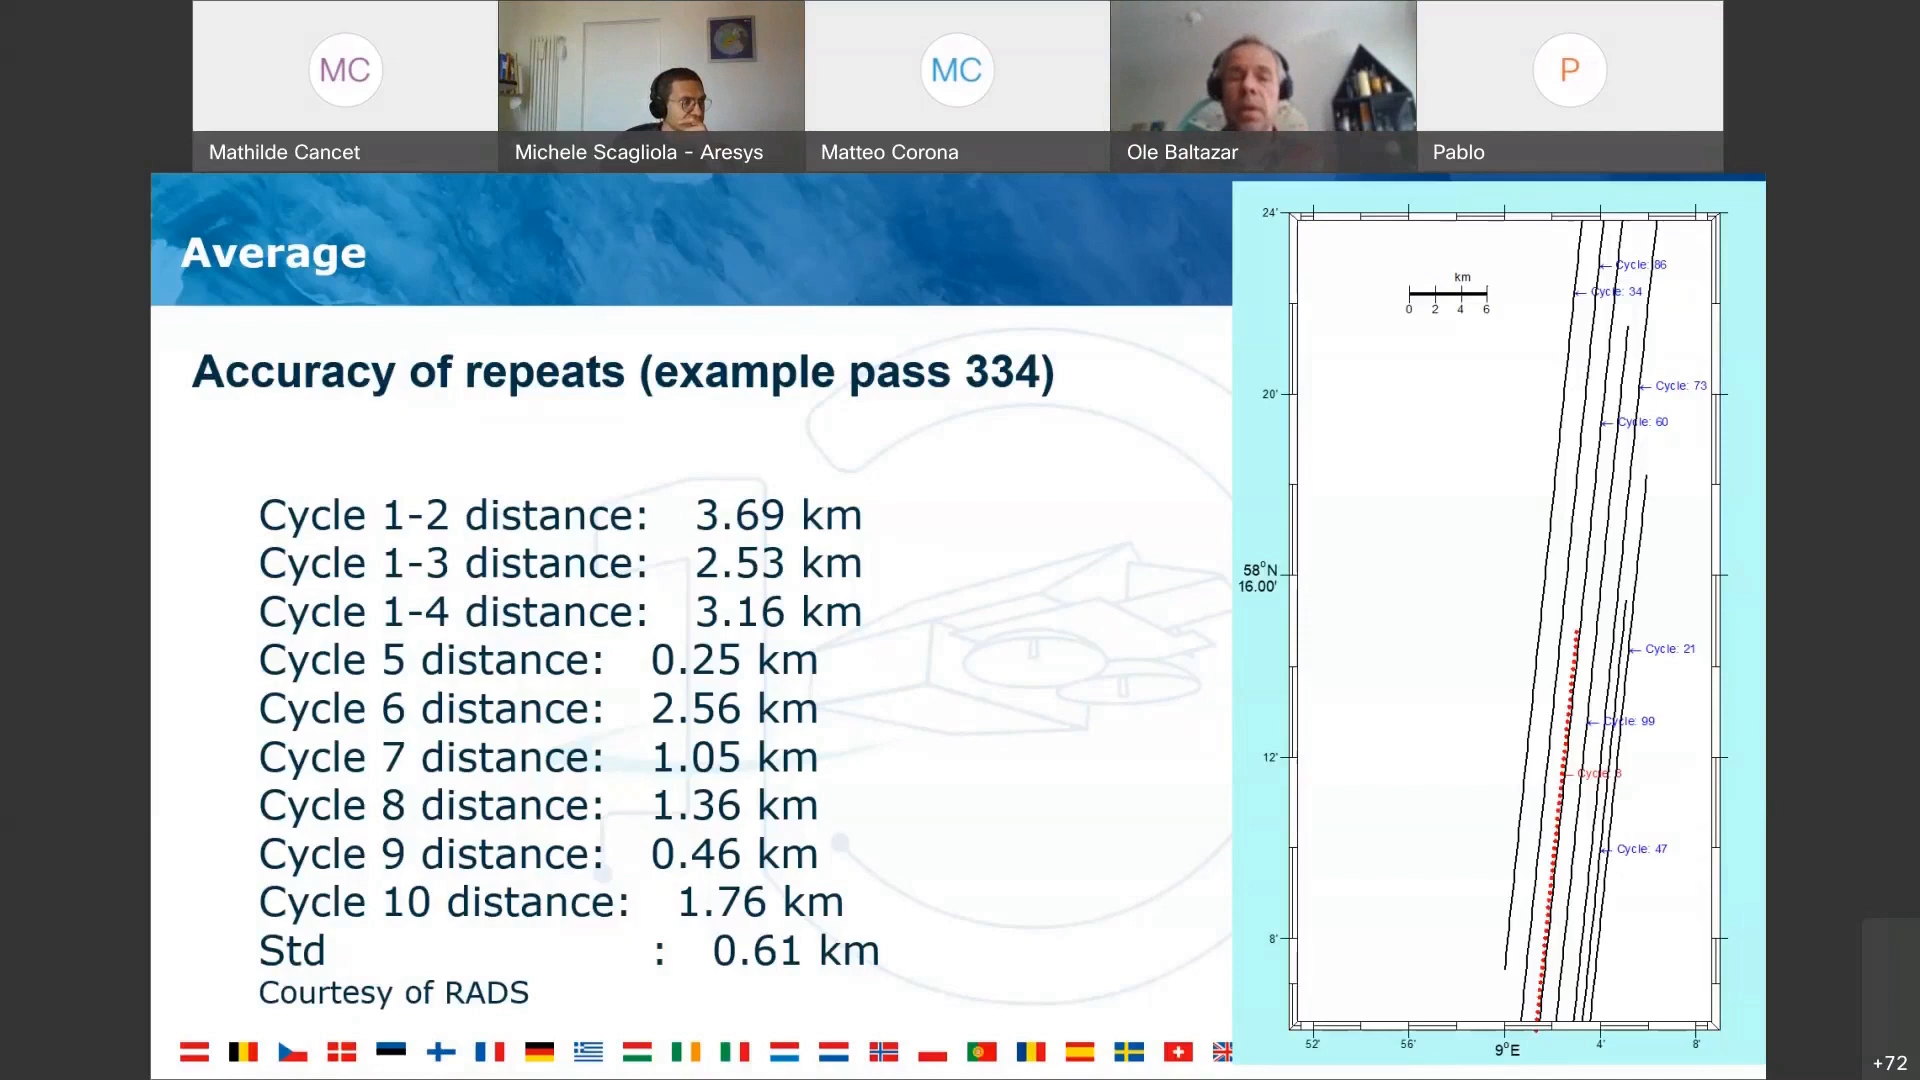 MC
MC
P
Mathilde Cancet
Michele Scagliola - Aresys
Matteo Corona
Ole Baltazar
Pablo
Average
Accuracy of repeats (example pass 334)
Cycle 1-2 distance: 3.69 km
Cycle 1-3 distance: 2.53 km
Cycle 1-4 distance: 3.16 km
Cycle 5 distance: 0.25 km
Cycle 6 distance: 2.56 km
Cycle 7 distance: 1.05 km
Cycle 8 distance: 1.36 km
Cycle 9 distance: 0.46 km
Cycle 10 distance: 1.76 km
Std : 0.61 km
Courtesy of RADS
24'
km
0 2 4 6
Cycle: 86
Cycle: 34
20'
Cycle: 73
Cycle: 60
58°N
16.00'
Cycle: 21
Cycle: 99
12'
Cycle: 3
Cycle: 47
8'
52' 56' 9°E 4' 8'
+72